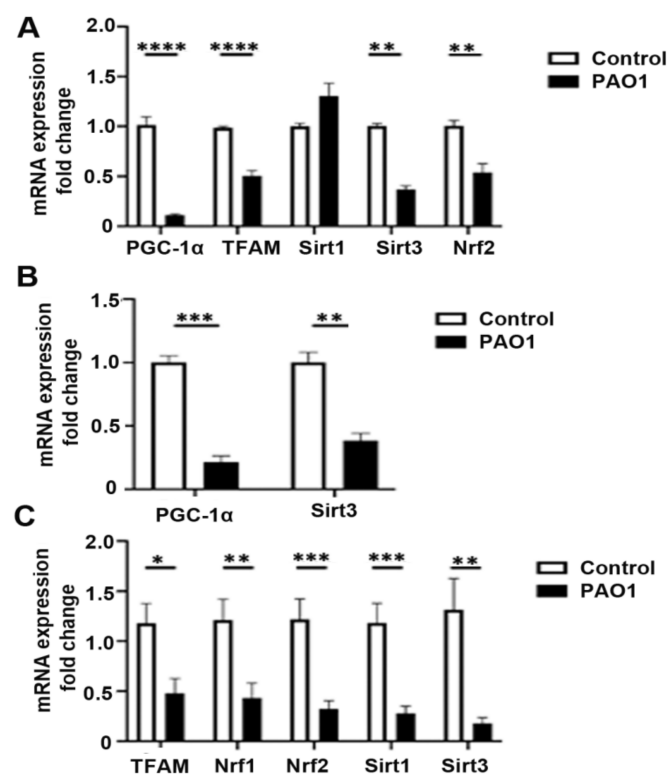 A
mRNA expression
fold change
2.0
1.5
1.0
0.5
0
**** **** ** **
Control
PAO1
PGC-1α TFAM Sirt1 Sirt3 Nrf2
B
mRNA expression
fold change
1.5
1.0
0.5
0
*** **
Control
PAO1
PGC-1α Sirt3
C
mRNA expression
fold change
2.0
1.5
1.0
0.5
0
* ** *** *** **
Control
PAO1
TFAM Nrf1 Nrf2 Sirt1 Sirt3